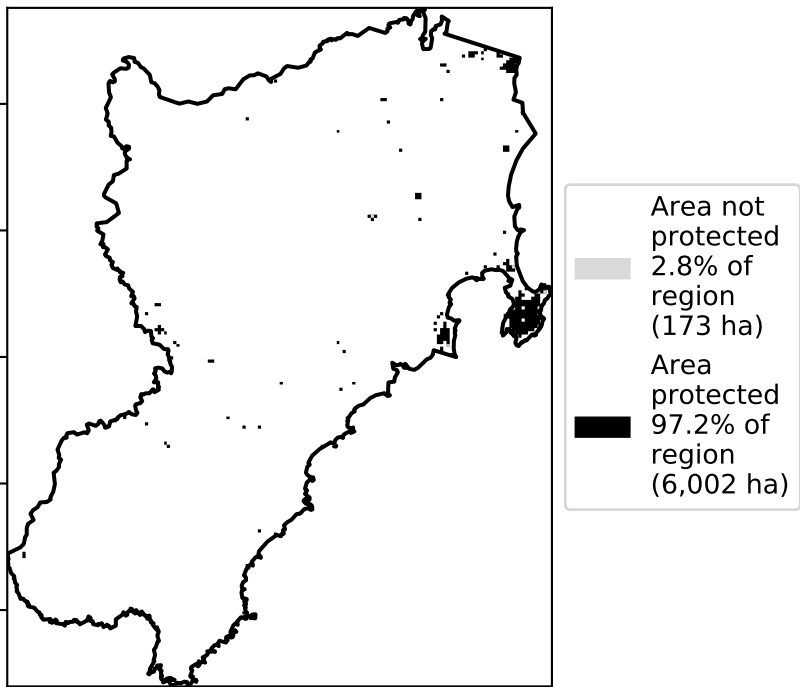 Area not
protected
2.8% of
region
(173 ha)
Area
protected
97.2% of
region
(6,002 ha)